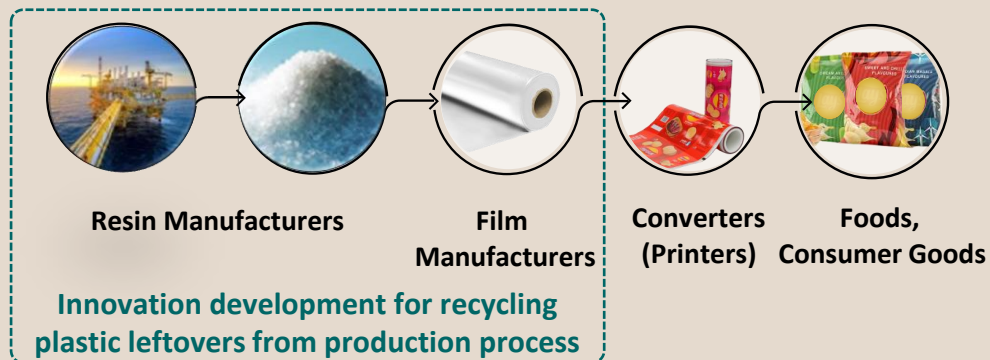 Resin Manufacturers
Film
Manufacturers
Converters
(Printers)
Foods,
Consumer Goods
Innovation development for recycling
plastic leftovers from production process